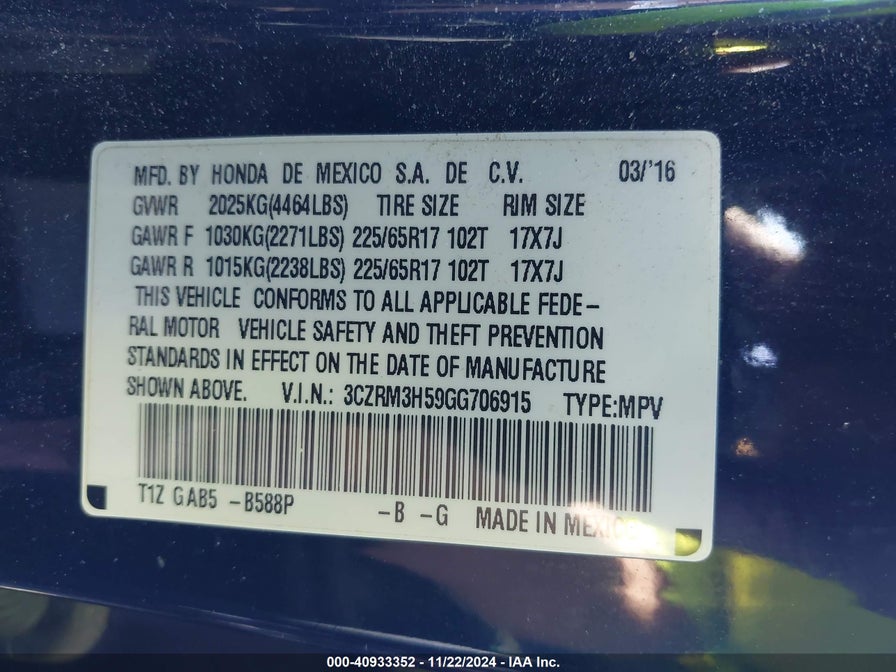 MFD. BY HONDA DE MEXICO S.A. DE C.V. 03/'16
GVWR 2025KG(4464LBS) TIRE SIZE RIM SIZE
GAWR F 1030KG(2271LBS) 225/65R17 102T 17X7J
GAWR R 1015KG(2238LBS) 225/65R17 102T 17X7J
THIS VEHICLE CONFORMS TO ALL APPLICABLE FEDE-
RAL MOTOR VEHICLE SAFETY AND THEFT PREVENTION
STANDARDS IN EFFECT ON THE DATE OF MANUFACTURE
SHOWN ABOVE. V.I.N.: 3CZRM3H59GG706915 TYPE:MPV
T1Z GAB5 -B588P -B -G MADE IN MEXICO
000-40933352 - 11/22/2024 - IAA Inc.